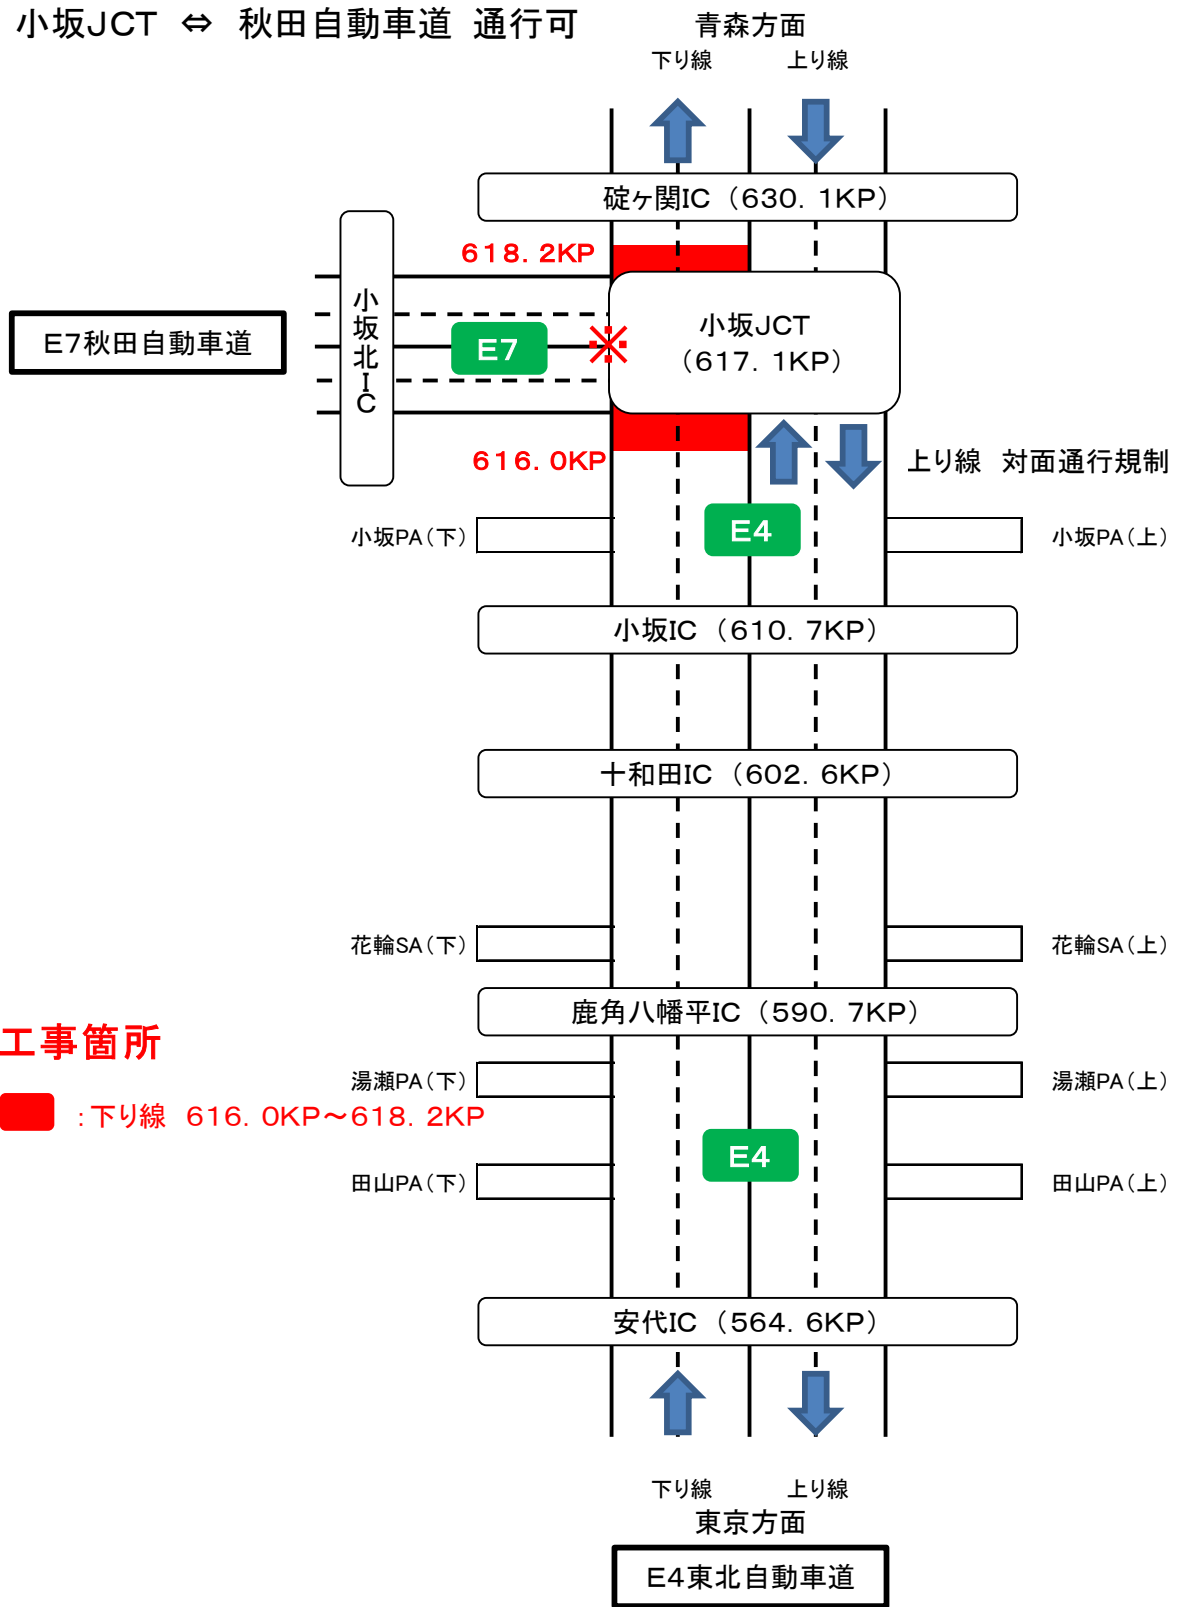 小坂JCT ⇔ 秋田自動車道 通行可
青森方面
下り線 上り線
碇ヶ関IC（630．1KP）
618．2KP
小坂北IC
E7秋田自動車道
E7
※
小坂JCT
（617．1KP）
616．0KP
上り線 対面通行規制
小坂PA（下）
E4
小坂PA（上）
小坂IC（610．7KP）
十和田IC（602．6KP）
花輪SA（下）
花輪SA（上）
鹿角八幡平IC（590．7KP）
工事箇所
湯瀬PA（下）
湯瀬PA（上）
：下り線 616．0KP～618．2KP
E4
田山PA（下）
田山PA（上）
安代IC（564．6KP）
下り線 上り線
東京方面
E4東北自動車道